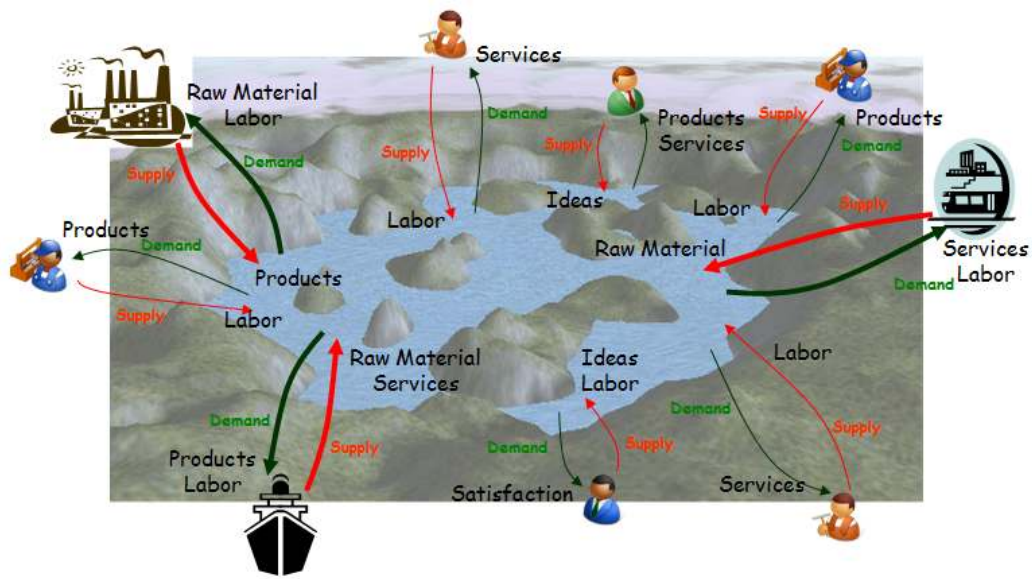 Services
Raw Material
Labor
Demand
Supply
Supply
Demand
Products
Services
Supply
Demand
Supply
Products
Demand
Supply
Labor
Ideas
Labor
Raw Material
Services
Labor
Demand
Products
Demand
Products
Supply
Labor
Raw Material
Services
Ideas
Labor
Labor
Demand
Demand
Supply
Demand
Supply
Supply
Products
Labor
Satisfaction
Services